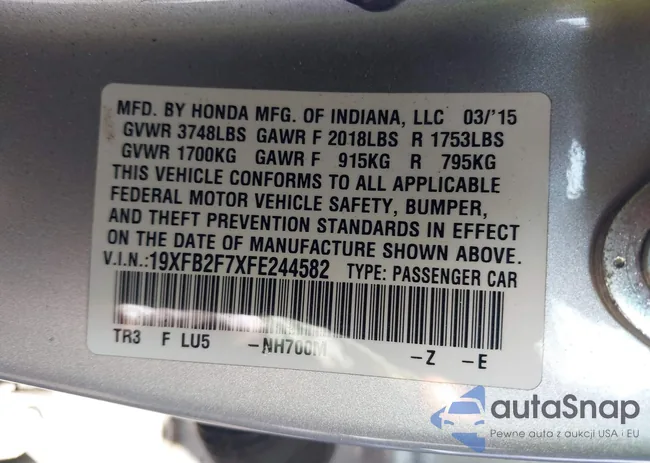 MFD. BY HONDA MFG. OF INDIANA, LLC 03/'15
GVWR 3748LBS GAWR F 2018LBS R 1753LBS
GVWR 1700KG GAWR F 915KG R 795KG
THIS VEHICLE CONFORMS TO ALL APPLICABLE
FEDERAL MOTOR VEHICLE SAFETY, BUMPER,
AND THEFT PREVENTION STANDARDS IN EFFECT
ON THE DATE OF MANUFACTURE SHOWN ABOVE.
V.I.N.:19XFB2F7XFE244582 TYPE: PASSENGER CAR
TR3 F LU5 -NH700M -Z -E
autaSnap
Pewne auta z aukcji USA i EU